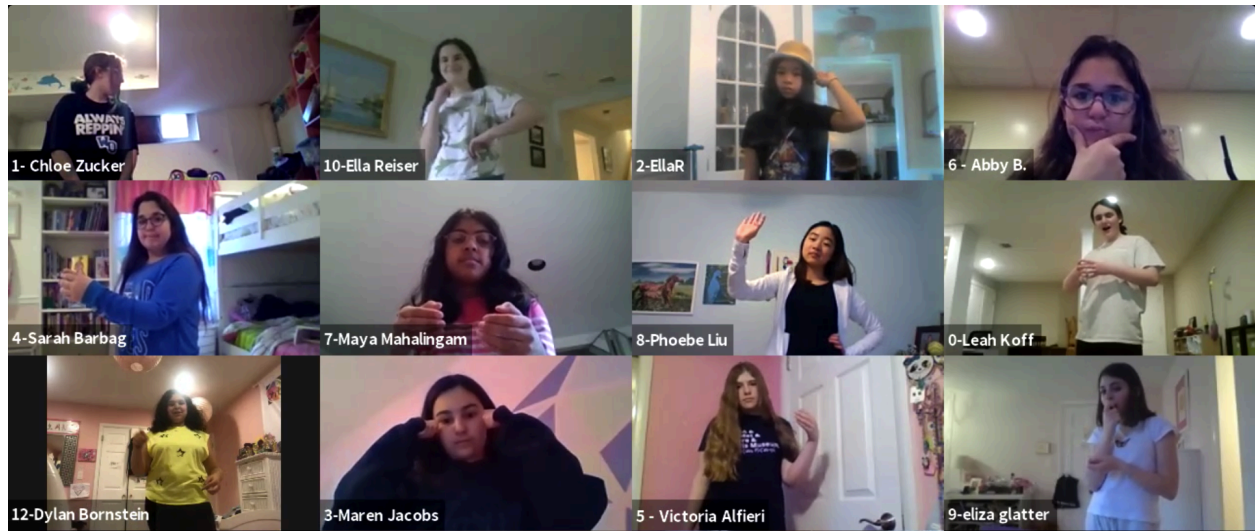 ALWAYS
REPPIN'
1- Chloe Zucker
10-Ella Reiser
2-EllaR
6 - Abby B.
4-Sarah Barbag
7-Maya Mahalingam
8-Phoebe Liu
0-Leah Koff
12-Dylan Bornstein
3-Maren Jacobs
5 - Victoria Alfieri
9-eliza glatter